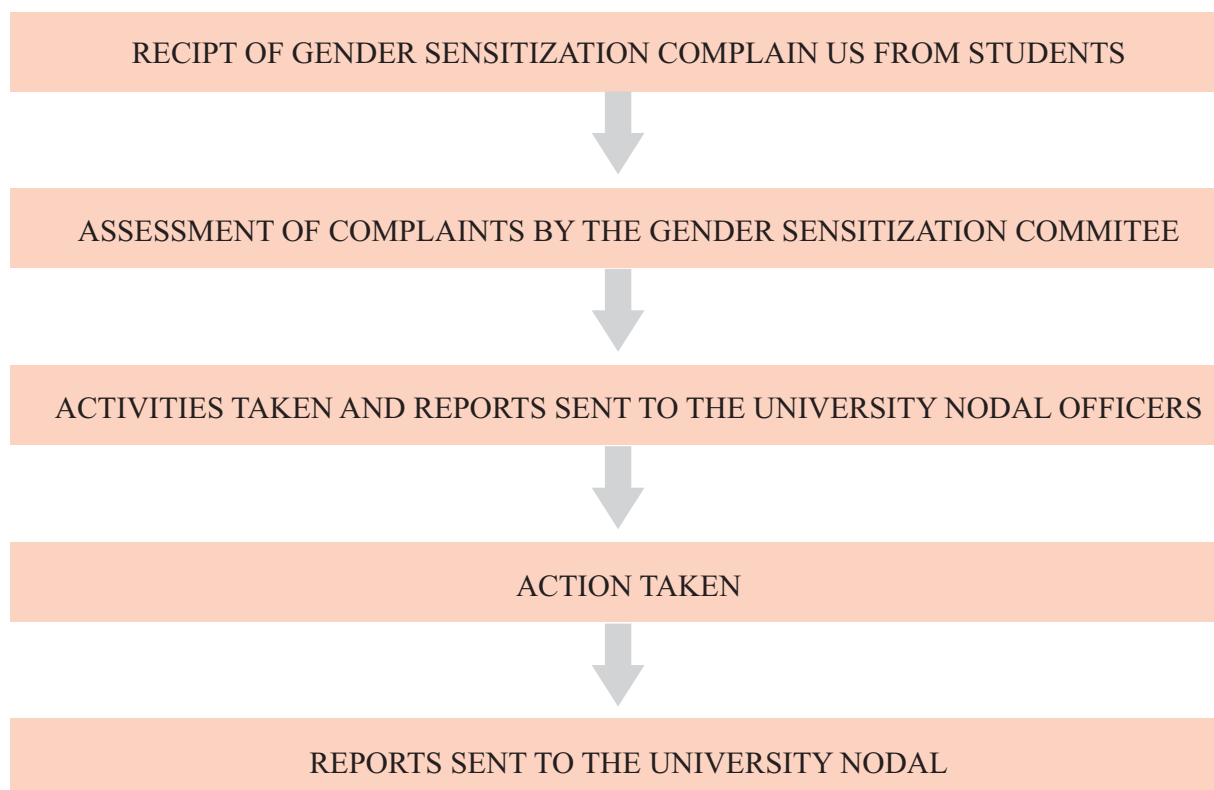 RECIPT OF GENDER SENSITIZATION COMPLAIN US FROM STUDENTS
ASSESSMENT OF COMPLAINTS BY THE GENDER SENSITIZATION COMMITEE
ACTIVITIES TAKEN AND REPORTS SENT TO THE UNIVERSITY NODAL OFFICERS
ACTION TAKEN
REPORTS SENT TO THE UNIVERSITY NODAL